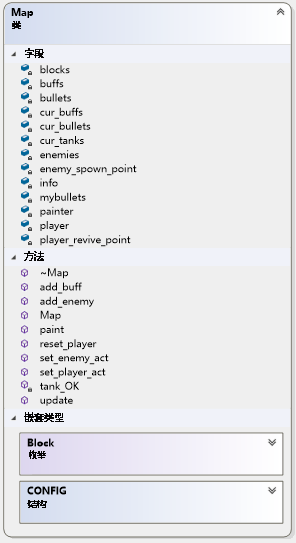 Map
类
字段
blocks
buffs
bullets
cur_buffs
cur_bullets
cur_tanks
enemies
enemy_spown_point
info
mybullets
painter
player
player_revive_point
方法
~Map
add_buff
add_enemy
Map
paint
reset_player
set_enemy_act
set_player_act
tank_OK
update
嵌套类型
Block
枚举
CONFIG
结构